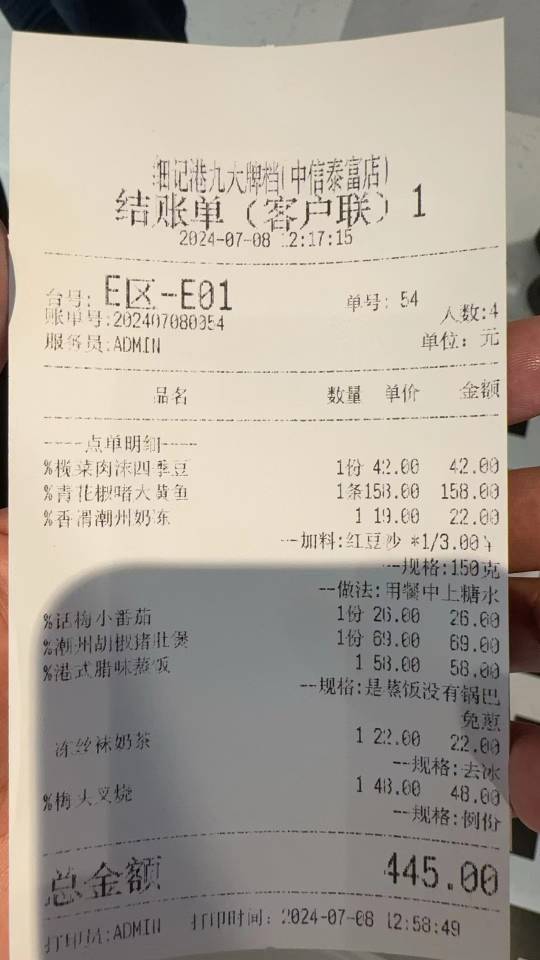 细记港九大牌档(中信泰富店)
结账单（客户联）1
2024-07-08 12:17:15
台号: E区-E01 单号: 54
账单号:202407080054 人数:4
服务员:ADMIN 单位: 元
品名 数量 单价 金额
----点单明细----
%榄菜肉沫四季豆 1份 42.00 42.00
%青花椒啫大黄鱼 1条158.00 158.00
%香滑潮州奶冻 1 19.00 22.00
--加料:红豆沙 *1/3.00￥
--规格:150克
--做法:用餐中上糖水
%话梅小番茄 1份 26.00 26.00
%潮州胡椒猪肚煲 1份 69.00 69.00
%港式腊味蒸饭 1 58.00 58.00
--规格:是蒸饭没有锅巴
免葱
冻丝袜奶茶 1 22.00 22.00
--规格:去冰
%梅头叉烧 1 48.00 48.00
--规格:例份
总金额 445.00
打印员:ADMIN 打印时间: 2024-07-08 12:58:49